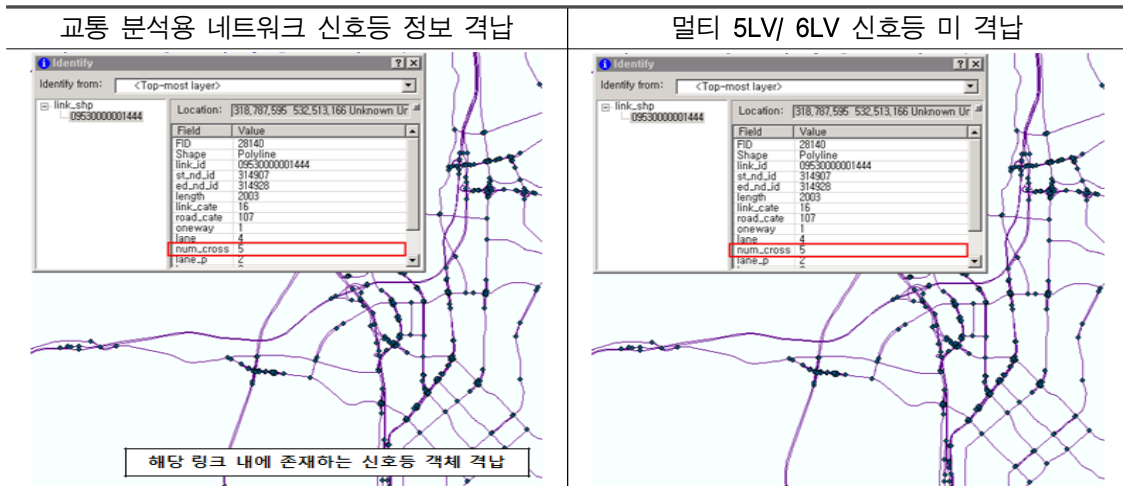 교통 분석용 네트워크 신호등 정보 격납
멀티 5LV/ 6LV 신호등 미 격납
Identify
Identify from: <Top-most layer>
link_shp
09530000001444
Location: 318,787,595 532,513,166 Unknown Ur
Field Value
FID 28140
Shape Polyline
link_id 09530000001444
st_nd_id 314907
ed_nd_id 314928
length 2003
link_cate 16
road_cate 107
oneway 1
lane 4
num_cross 5
lane_p 2
해당 링크 내에 존재하는 신호등 객체 격납
Identify
Identify from: <Top-most layer>
link_shp
09530000001444
Location: 318,787,595 532,513,166 Unknown Ur
Field Value
FID 28140
Shape Polyline
link_id 09530000001444
st_nd_id 314907
ed_nd_id 314928
length 2003
link_cate 16
road_cate 107
oneway 1
lane 4
num_cross 5
lane_p 2